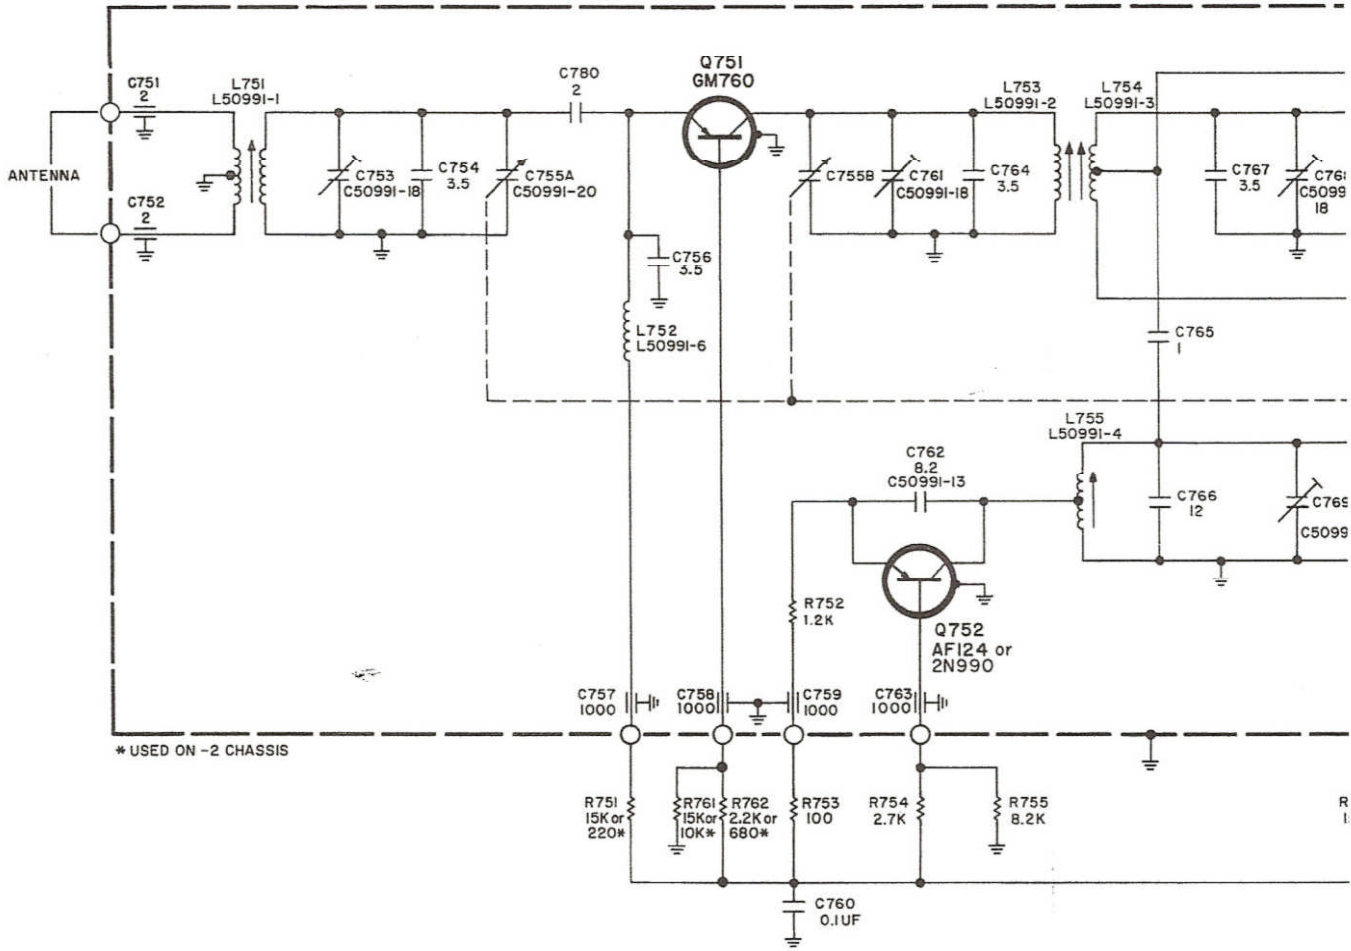 Q751
GM760
C780
2
C751
2
L751
L50991-1
L753
L50991-2
L754
L50991-3
ANTENNA
C753
C50991-18
C754
3.5
C755A
C50991-20
C755B
C761
C50991-18
C764
3.5
C767
3.5
C5099
18
C752
2
C756
3.5
L752
L50991-6
C765
1
L755
L50991-4
C762
8.2
C50991-13
C766
12
C769
C5099
R752
1.2K
Q752
AF124 or
2N990
C757
1000
C758
1000
C759
1000
C763
1000
* USED ON -2 CHASSIS
R751
15K or
220*
R761
15K or
10K*
R762
2.2K or
680*
R753
100
R754
2.7K
R755
8.2K
R
C760
0.1UF